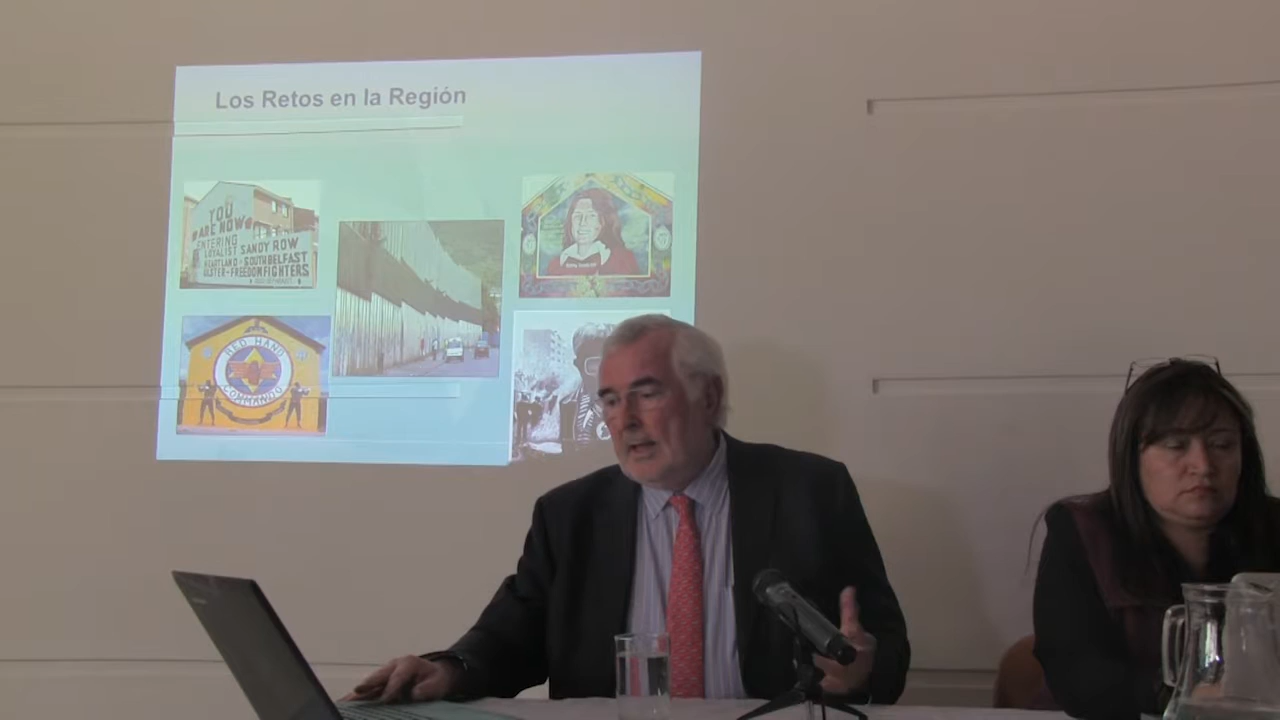 Los Retos en la Región
YOU
ARE NOW
ENTERING
LOYALIST SANDY ROW
HEARTLAND OF SOUTH BELFAST
ULSTER FREEDOM FIGHTERS
RED HAND
COMMANDO